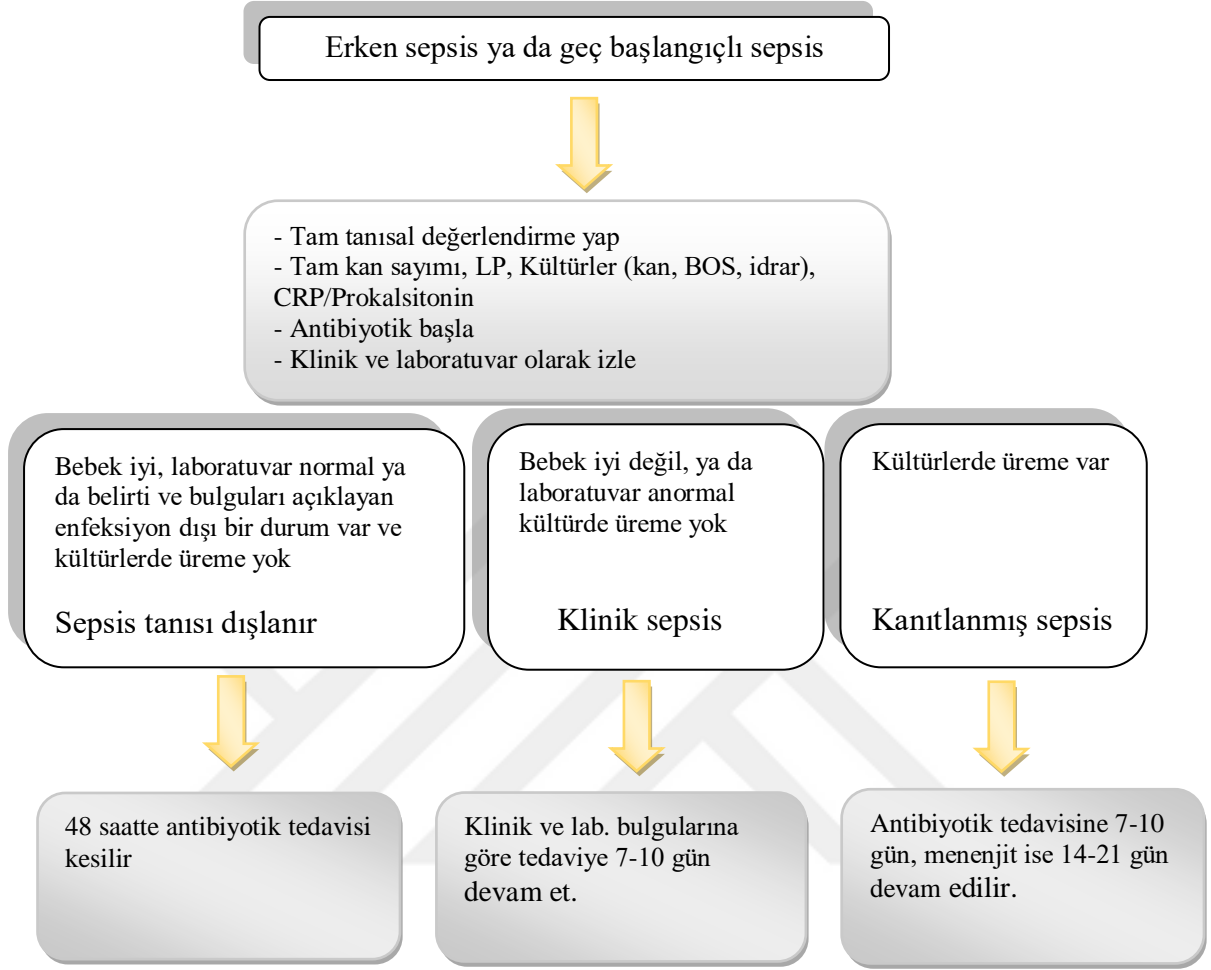 Erken sepsis ya da geç başlangıçlı sepsis
- Tam tanısal değerlendirme yap
- Tam kan sayımı, LP, Kültürler (kan, BOS, idrar),
CRP/Prokalsitonin
- Antibiyotik başla
- Klinik ve laboratuvar olarak izle
Bebek iyi, laboratuvar normal ya
da belirti ve bulguları açıklayan
enfeksiyon dışı bir durum var ve
kültürlerde üreme yok
Sepsis tanısı dışlanır
Bebek iyi değil, ya da
laboratuvar anormal
kültürde üreme yok
Klinik sepsis
Kültürlerde üreme var
Kanıtlanmış sepsis
48 saatte antibiyotik tedavisi
kesilir
Klinik ve lab. bulgularına
göre tedaviye 7-10 gün
devam et.
Antibiyotik tedavisine 7-10
gün, menenjit ise 14-21 gün
devam edilir.